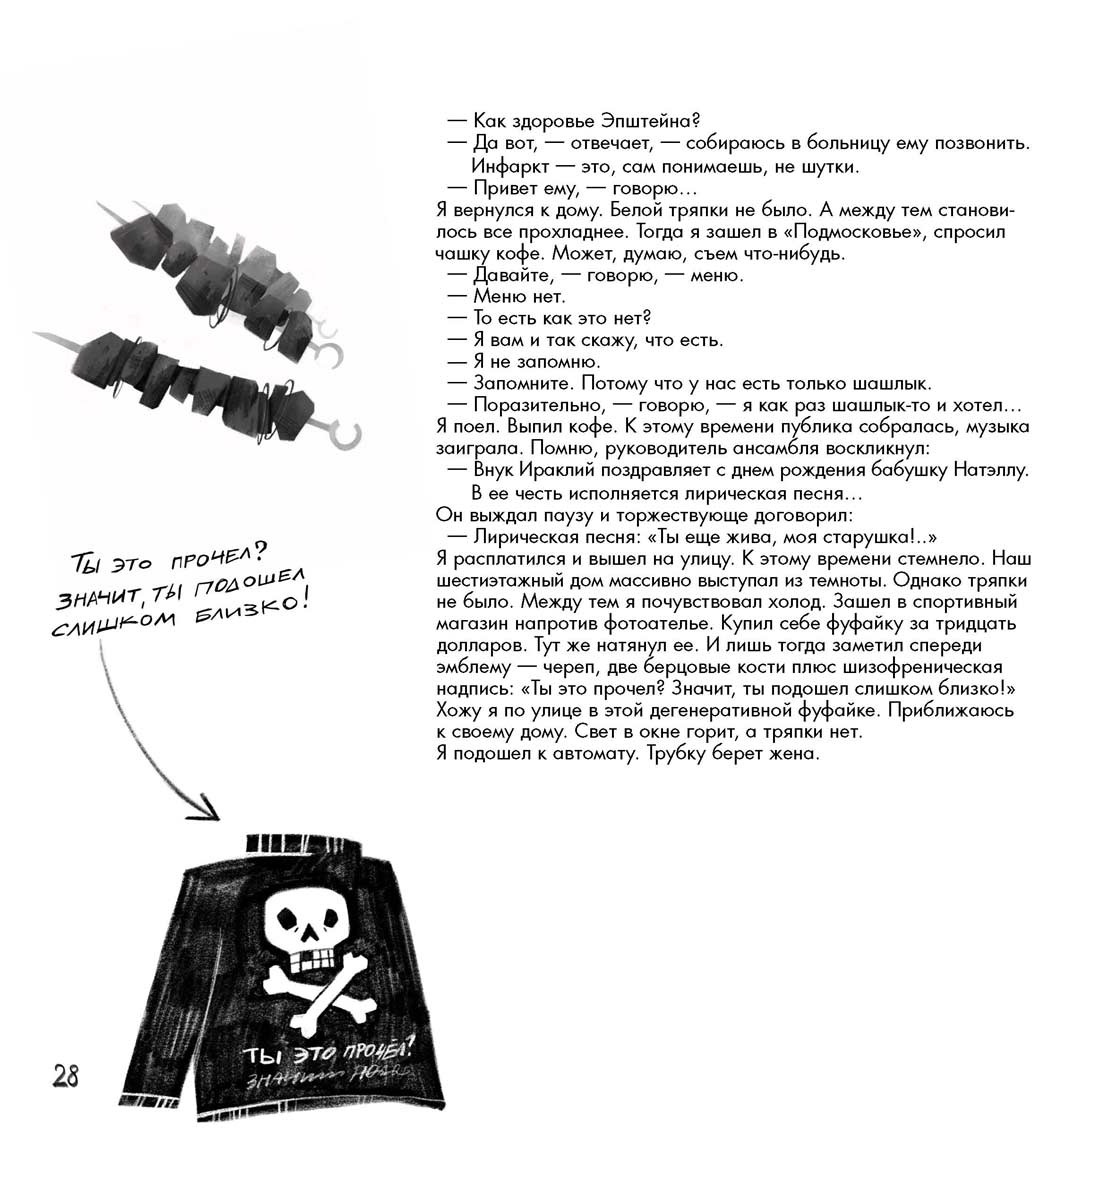 — Как здоровье Эпштейна?
— Да вот, — отвечает, — собираюсь в больницу ему позвонить.
Инфаркт — это, сам понимаешь, не шутки.
— Привет ему, — говорю...
Я вернулся к дому. Белой тряпки не было. А между тем станови-
лось все прохладнее. Тогда я зашел в «Подмосковье», спросил
чашку кофе. Может, думаю, съем что-нибудь.
— Давайте, — говорю, — меню.
— Меню нет.
— То есть как это нет?
— Я вам и так скажу, что есть.
— Я не запомню.
— Запомните. Потому что у нас есть только шашлык.
— Поразительно, — говорю, — я как раз шашлык-то и хотел...
Я поел. Выпил кофе. К этому времени публика собралась, музыка
заиграла. Помню, руководитель ансамбля воскликнул:
— Внук Ираклий поздравляет с днем рождения бабушку Натэллу.
В ее честь исполняется лирическая песня...
Он выждал паузу и торжествующе договорил:
— Лирическая песня: «Ты еще жива, моя старушка!..»
Я расплатился и вышел на улицу. К этому времени стемнело. Наш
шестиэтажный дом массивно выступал из темноты. Однако тряпки
не было. Между тем я почувствовал холод. Зашел в спортивный
магазин напротив фотоателье. Купил себе фуфайку за тридцать
долларов. Тут же натянул ее. И лишь тогда заметил спереди
эмблему — череп, две берцовые кости плюс шизофреническая
надпись: «Ты это прочел? Значит, ты подошел слишком близко!»
Хожу я по улице в этой дегенеративной фуфайке. Приближаюсь
к своему дому. Свет в окне горит, а тряпки нет.
Я подошел к автомату. Трубку берет жена.
Ты это прочел?
Значит, ты подошел
слишком близко!
Ты это прочёл?
28